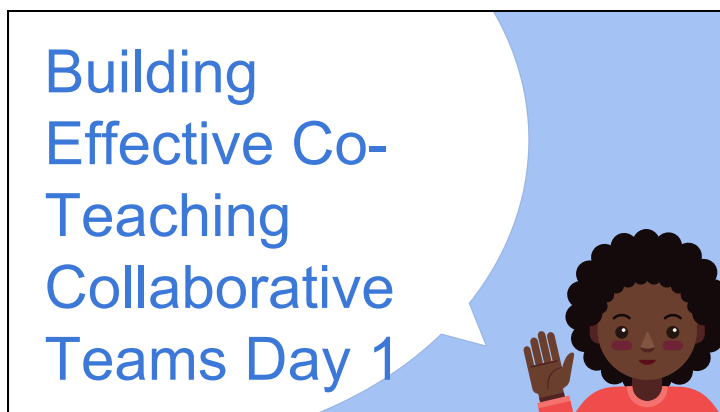 Building
Effective Co-
Teaching
Collaborative
Teams Day 1